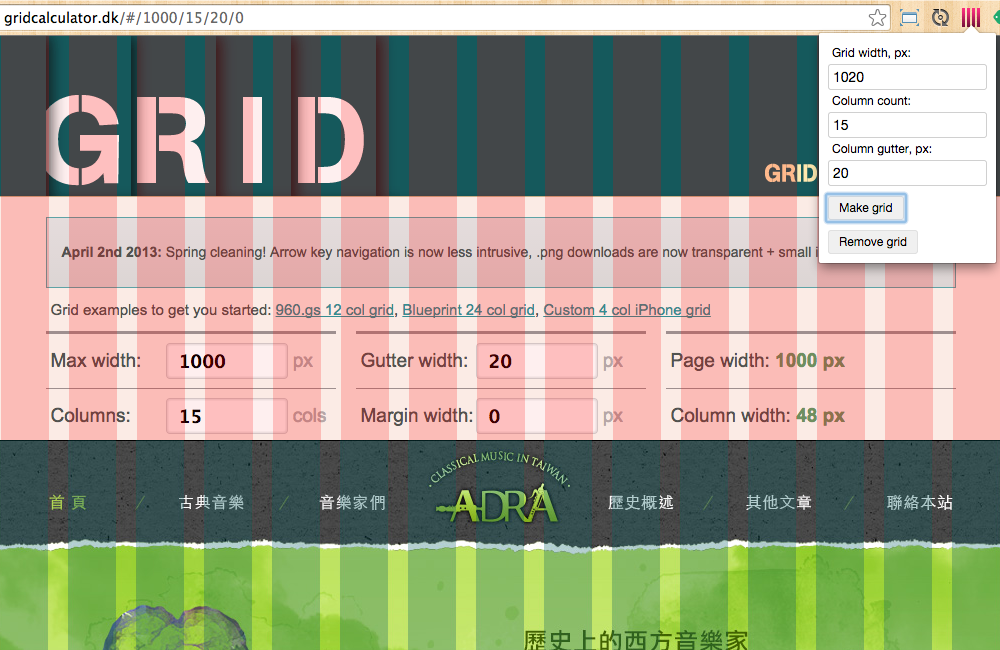 gridcalculator.dk/#/1000/15/20/0
Grid width, px:
1020
Column count:
15
Column gutter, px:
20
Make grid
Remove grid
GRID
GRID
April 2nd 2013: Spring cleaning! Arrow key navigation is now less intrusive, .png downloads are now transparent + small i
Grid examples to get you started: 960.gs 12 col grid, Blueprint 24 col grid, Custom 4 col iPhone grid
Max width: 1000 px Gutter width: 20 px Page width: 1000 px
Columns: 15 cols Margin width: 0 px Column width: 48 px
· CLASSICAL MUSIC IN TAIWAN ·
ADRA
首 頁 / 古典音樂 / 音樂家們 歷史概述 / 其他文章 / 聯絡本站
歷史上的西方音樂家